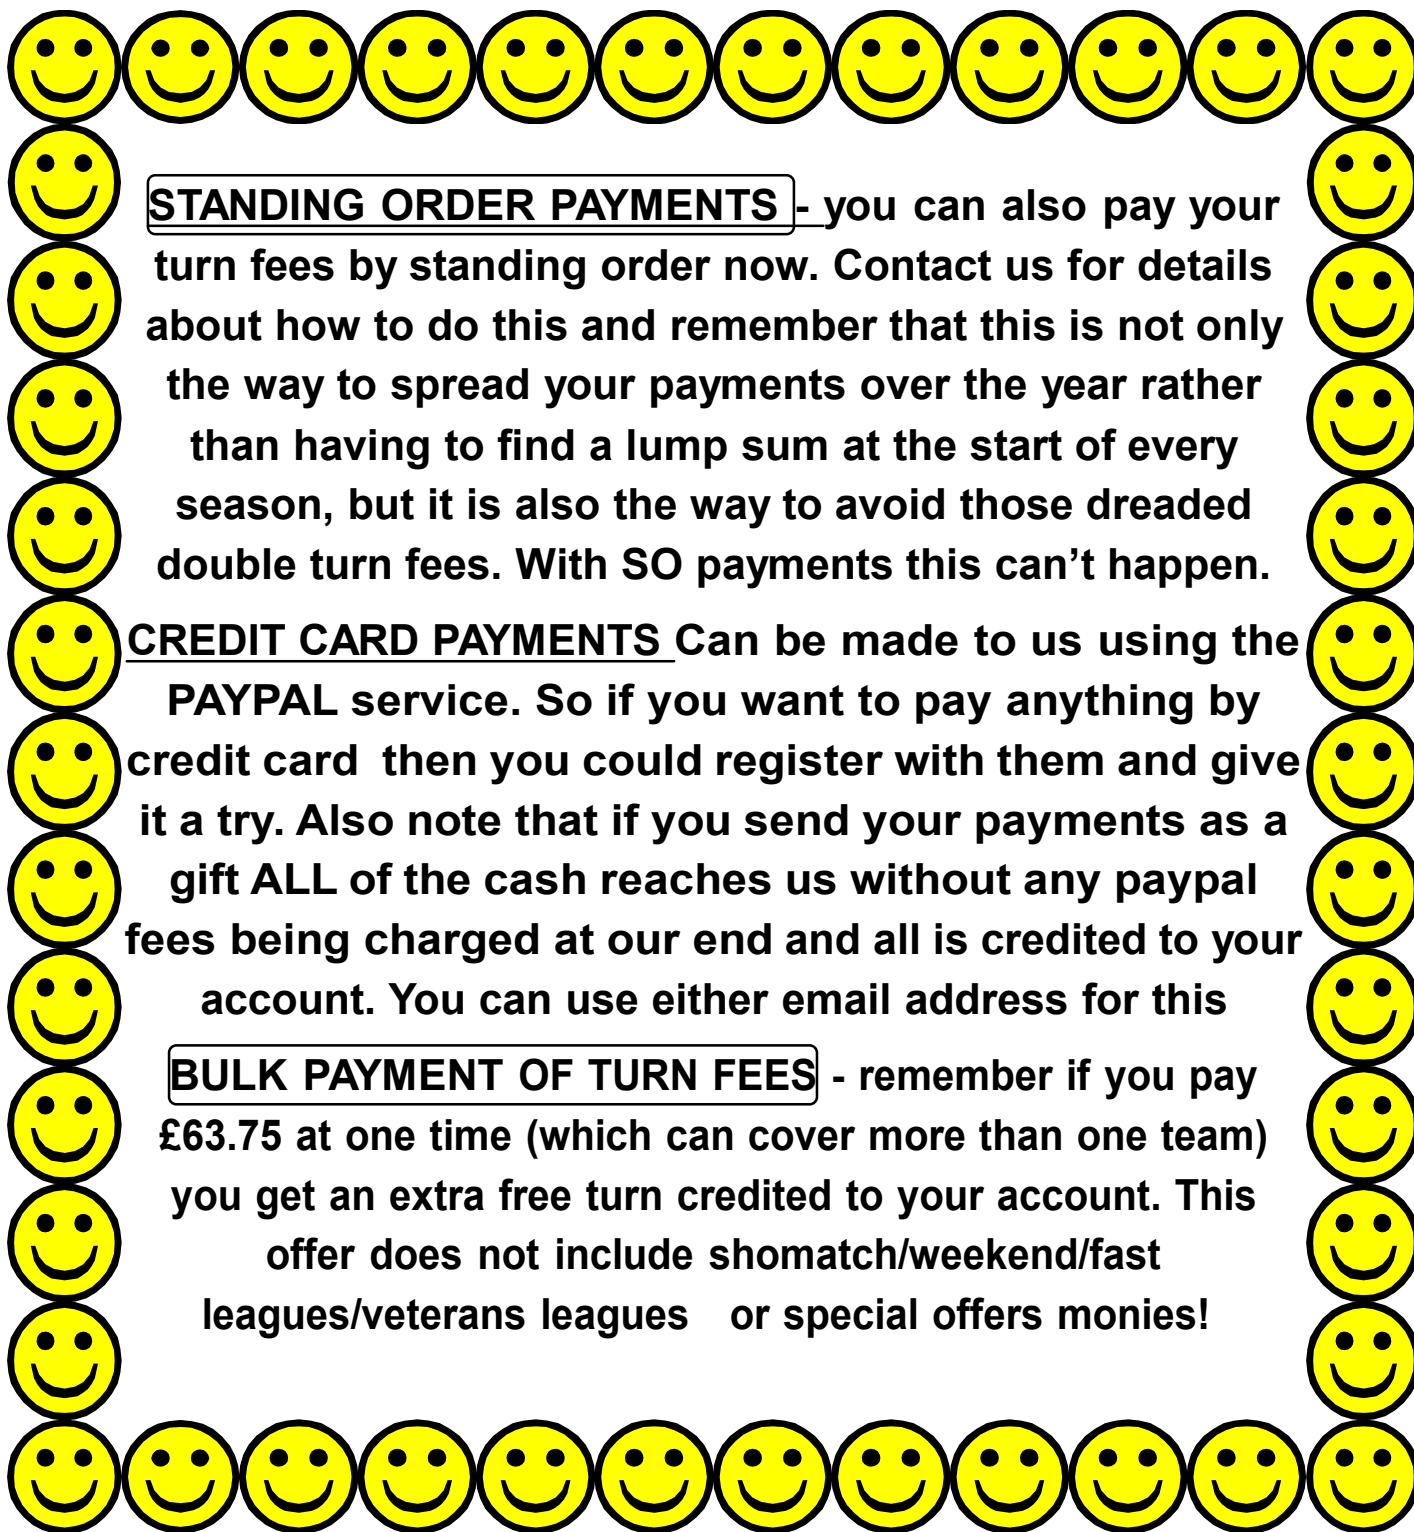 STANDING ORDER PAYMENTS - you can also pay your
turn fees by standing order now. Contact us for details
about how to do this and remember that this is not only
the way to spread your payments over the year rather
than having to find a lump sum at the start of every
season, but it is also the way to avoid those dreaded
double turn fees. With SO payments this can’t happen.
CREDIT CARD PAYMENTS Can be made to us using the
PAYPAL service. So if you want to pay anything by
credit card  then you could register with them and give
it a try. Also note that if you send your payments as a
gift ALL of the cash reaches us without any paypal
fees being charged at our end and all is credited to your
account. You can use either email address for this
BULK PAYMENT OF TURN FEES - remember if you pay
£63.75 at one time (which can cover more than one team)
you get an extra free turn credited to your account. This
offer does not include shomatch/weekend/fast
leagues/veterans leagues   or special offers monies!